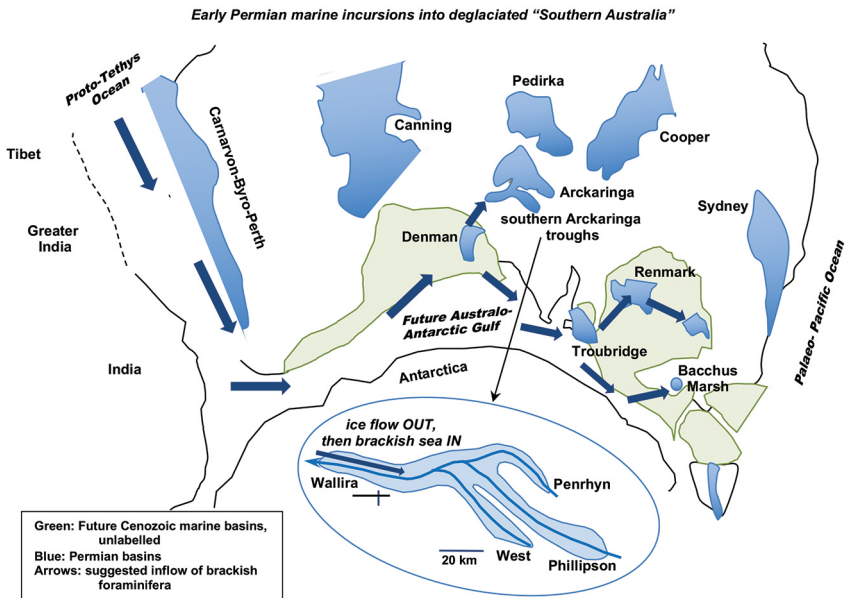 Early Permian marine incursions into deglaciated “Southern Australia”
Proto-Tethys
Ocean
Tibet
Greater
India
India
Carnarvon-Byro-Perth
Canning
Pedirka
Cooper
Arckaringa
southern Arckaringa
troughs
Denman
Sydney
Renmark
Future Australo-
Antarctic Gulf
Troubridge
Bacchus
Marsh
Palaeo- Pacific Ocean
Antarctica
ice flow OUT,
then brackish sea IN
Wallira
Penrhyn
West
Phillipson
20 km
Green: Future Cenozoic marine basins,
unlabelled
Blue: Permian basins
Arrows: suggested inflow of brackish
foraminifera